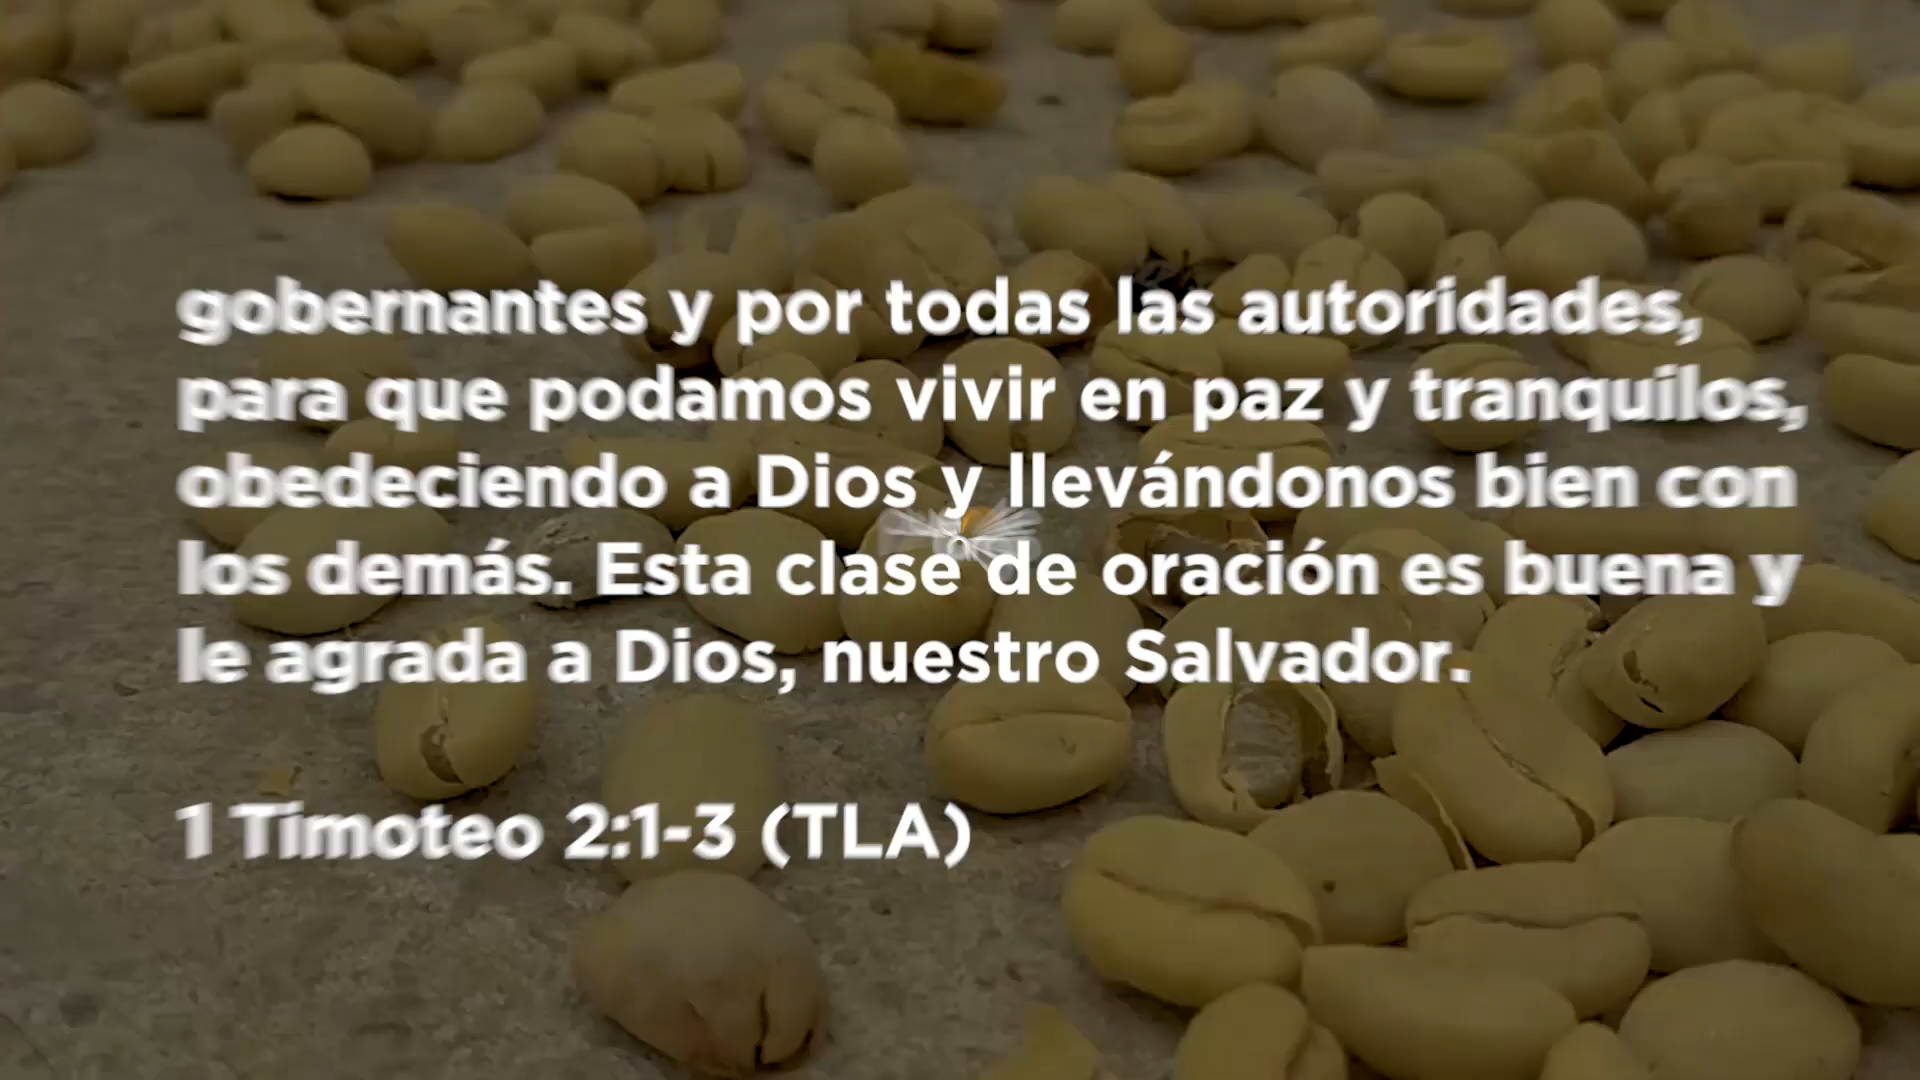 gobernantes y por todas las autoridades,
para que podamos vivir en paz y tranquilos,
obedeciendo a Dios y llevándonos bien con
los demás. Esta clase de oración es buena y
le agrada a Dios, nuestro Salvador.
1 Timoteo 2:1-3 (TLA)